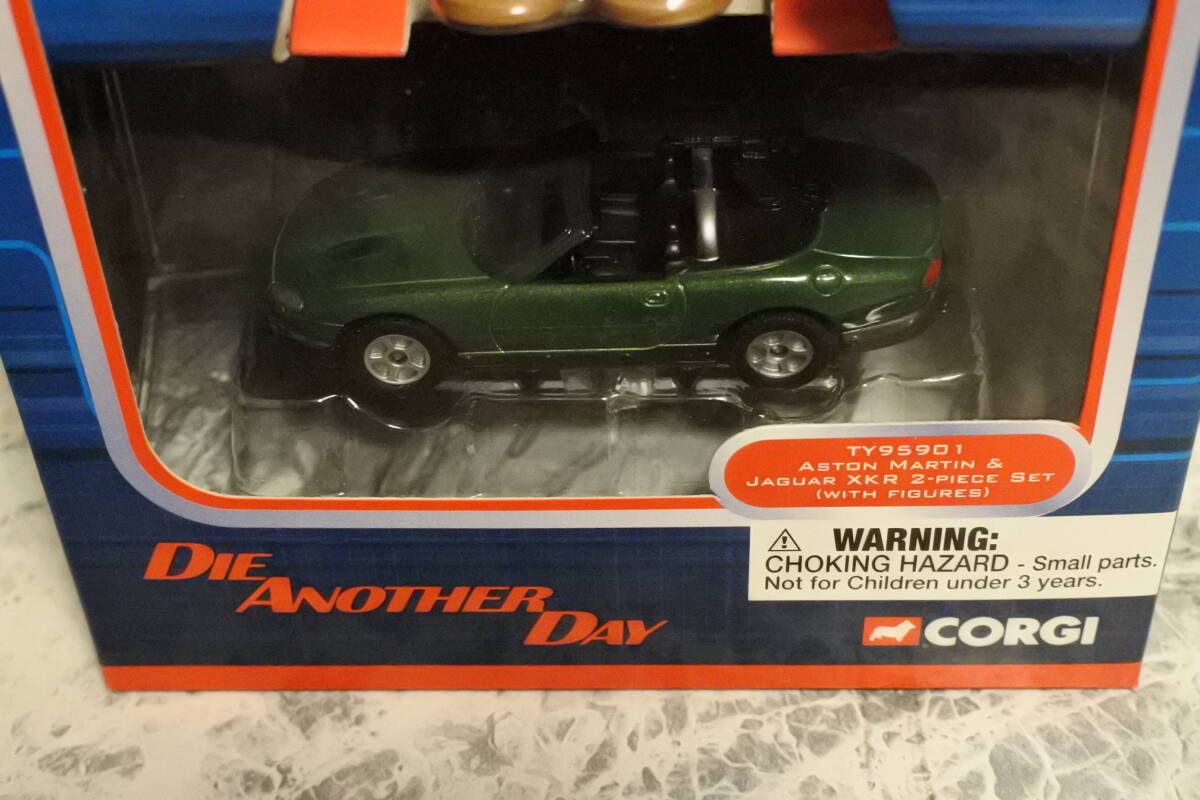 TY95901
ASTON MARTIN &
JAGUAR XKR 2-PIECE SET
(WITH FIGURES)
WARNING:
CHOKING HAZARD - Small parts.
Not for Children under 3 years.
DIE
ANOTHER
DAY
CORGI